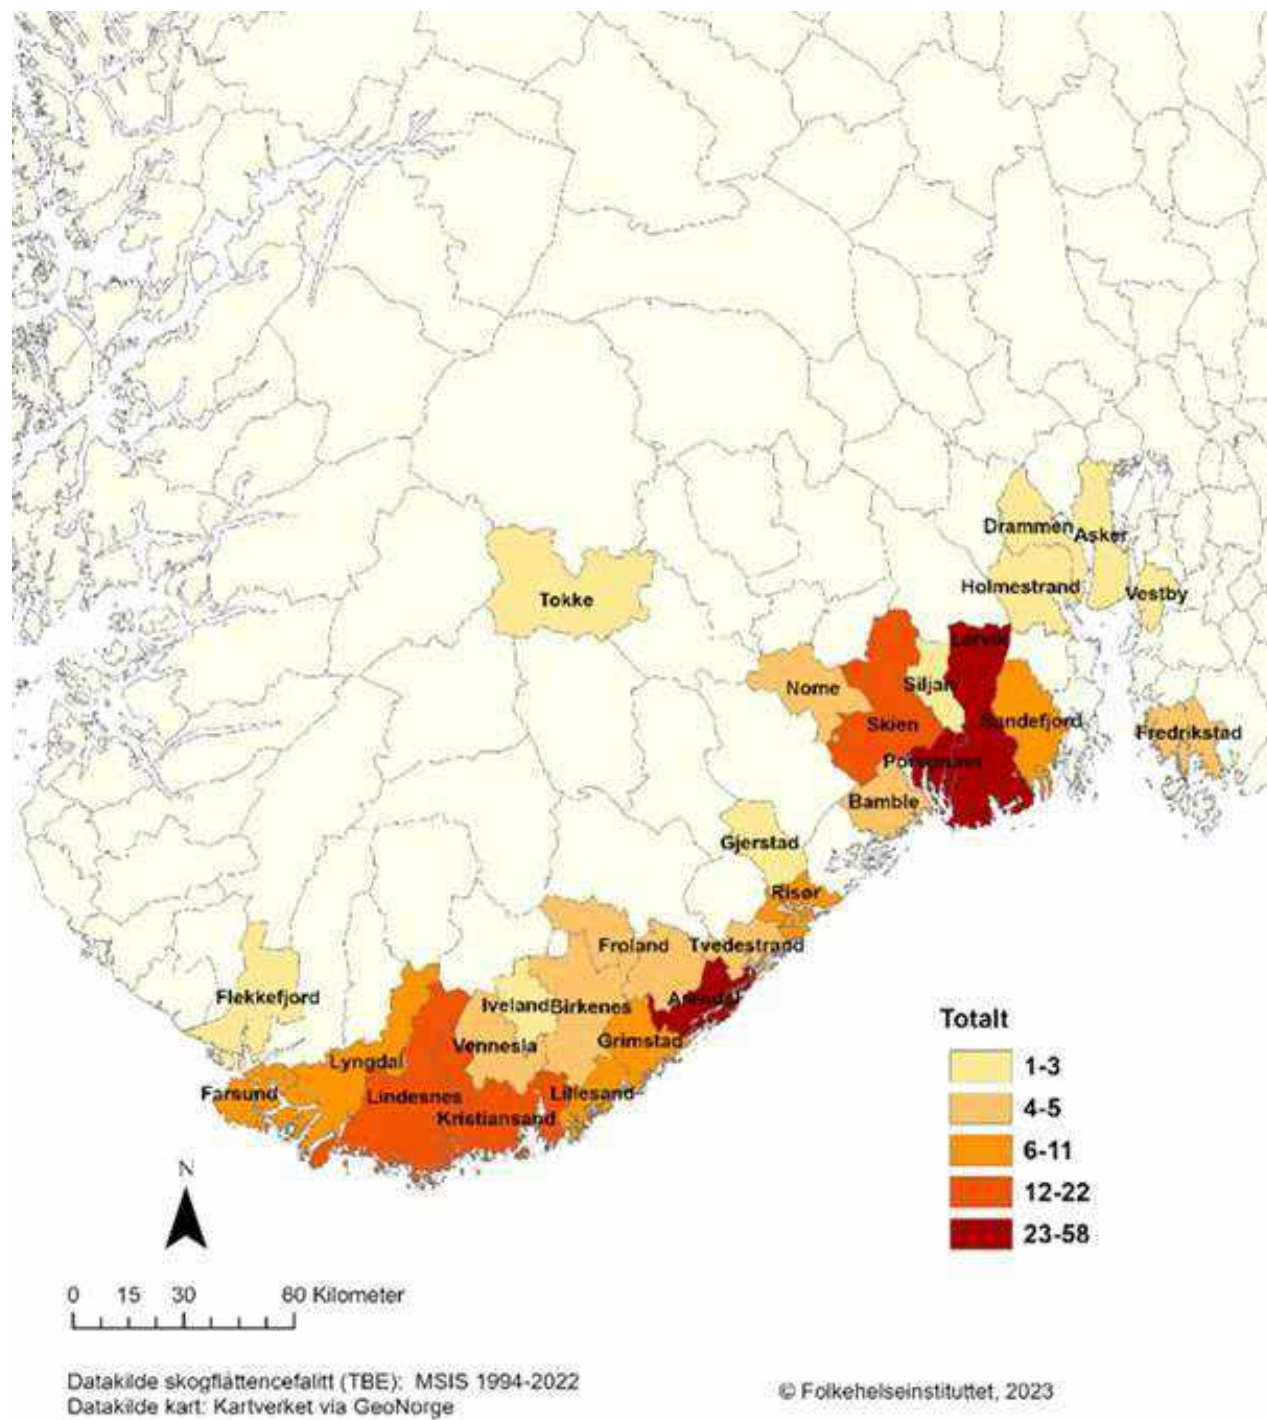 Drammen
Asker
Holmestrand
Vestby
Tokke
Larvik
Nome
Siljan
Skien
Sandefjord
Fredrikstad
Porsgrunn
Bamble
Gjerstad
Risør
Froland
Tvedestrand
Flekkefjord
Iveland
Birkenes
Arendal
Vennesla
Grimstad
Lyngdal
Farsund
Lindesnes
Lillesand
Kristiansand
Totalt
1-3
4-5
6-11
12-22
23-58
N
0 15 30 60 Kilometer
Datakilde skogflåttencefalitt (TBE): MSIS 1994-2022
Datakilde kart: Kartverket via GeoNorge
© Folkehelseinstituttet, 2023